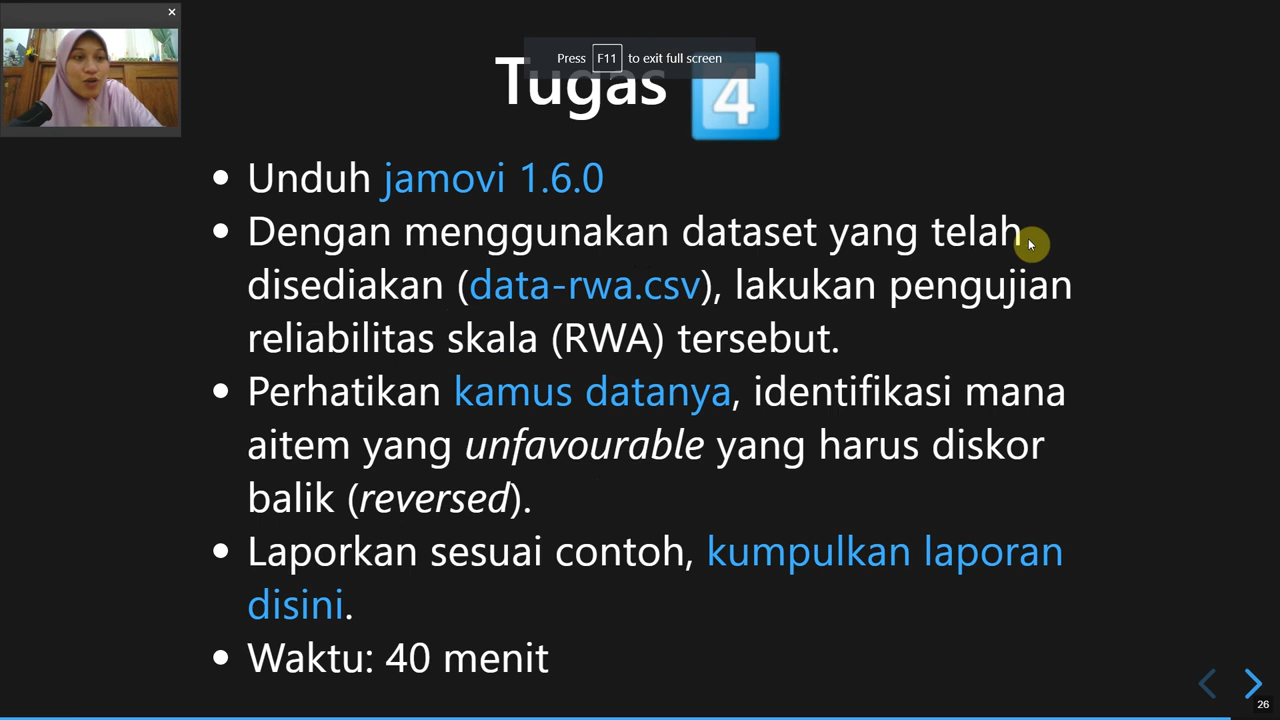 Press F11 to exit full screen
Tugas 4
• Unduh jamovi 1.6.0
• Dengan menggunakan dataset yang telah
disediakan (data-rwa.csv), lakukan pengujian
reliabilitas skala (RWA) tersebut.
• Perhatikan kamus datanya, identifikasi mana
aitem yang unfavourable yang harus diskor
balik (reversed).
• Laporkan sesuai contoh, kumpulkan laporan
disini.
• Waktu: 40 menit
26